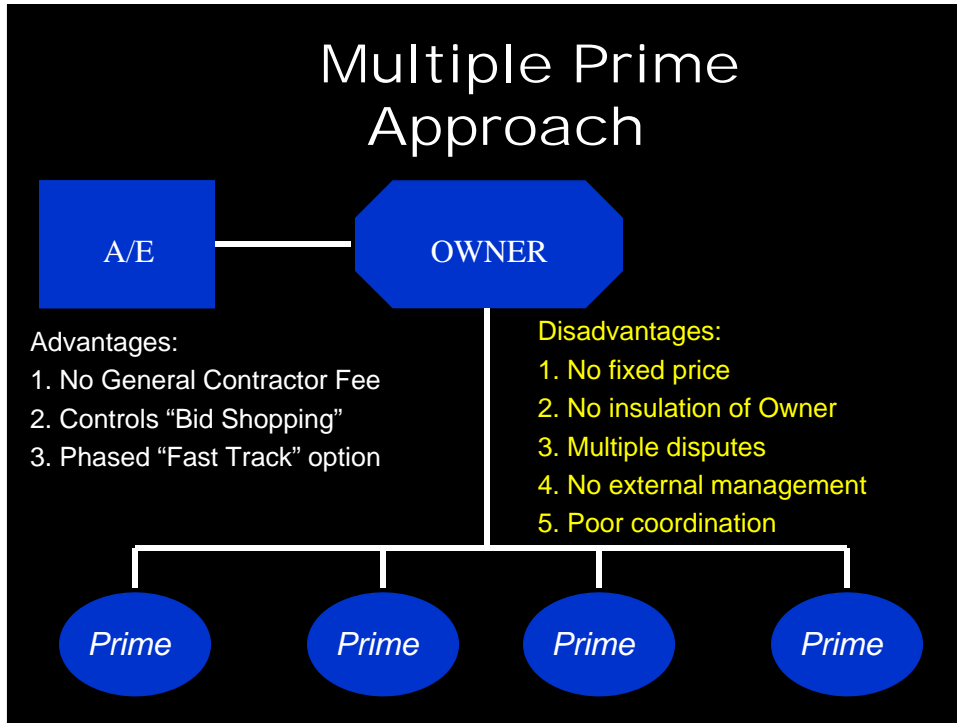 Multiple Prime
Approach
A/E
OWNER
Advantages:
1. No General Contractor Fee
2. Controls “Bid Shopping”
3. Phased “Fast Track” option
Disadvantages:
1. No fixed price
2. No insulation of Owner
3. Multiple disputes
4. No external management
5. Poor coordination
Prime
Prime
Prime
Prime